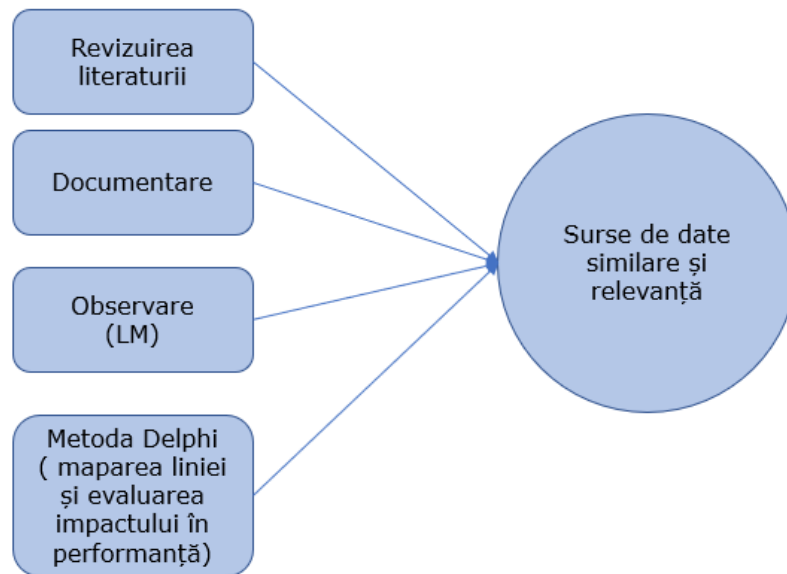 Revizuirea
literaturii
Documentare
Observare
(LM)
Metoda Delphi
( maparea liniei
și evaluarea
impactului în
performanță)
Surse de date
similare și
relevanță